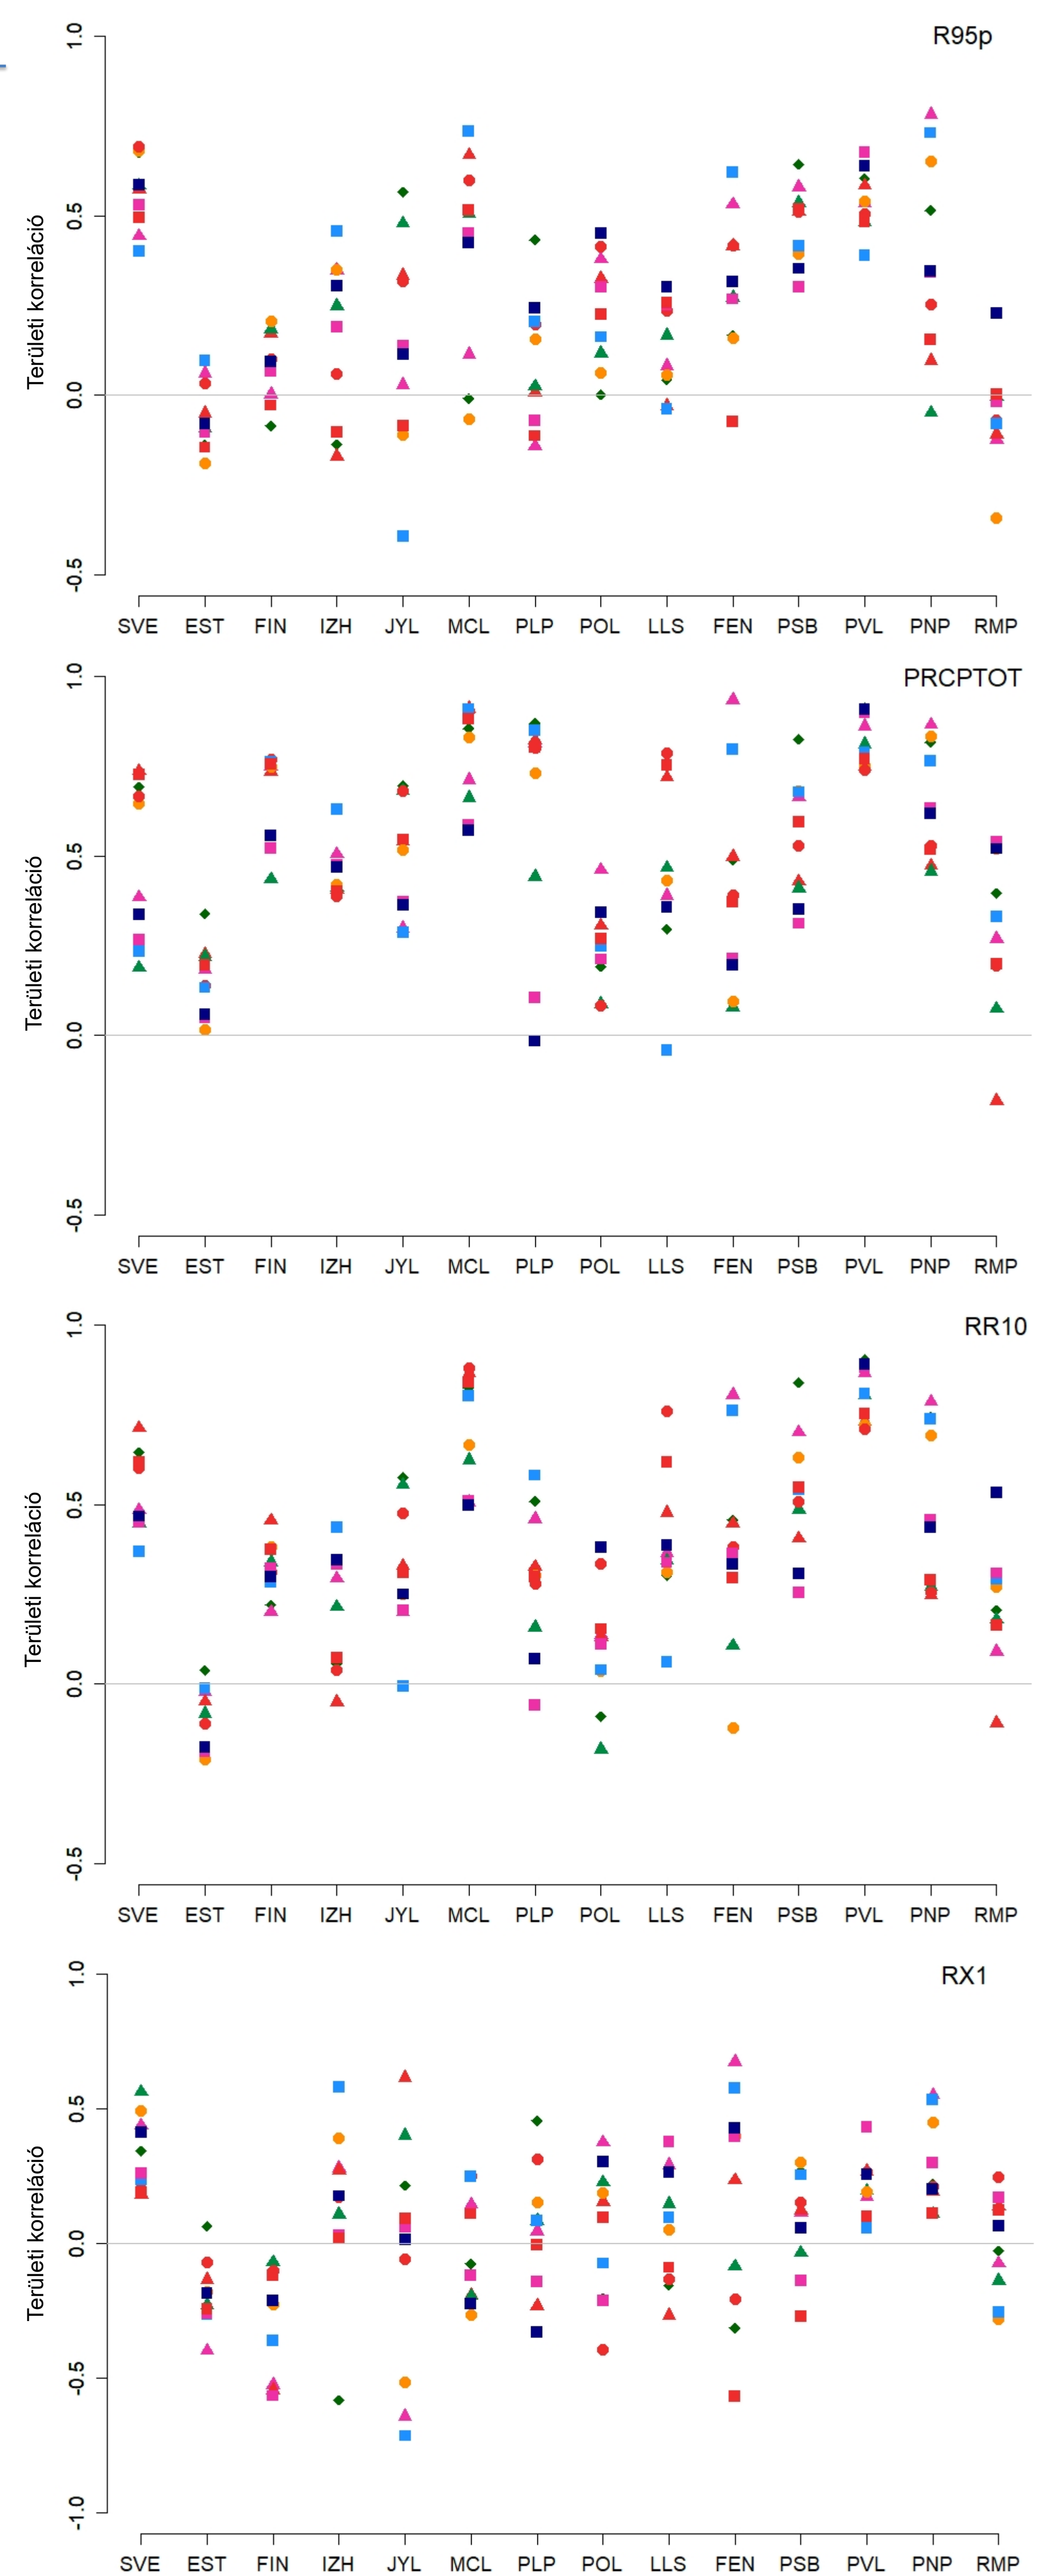 R95p
Területi korreláció
1.0
0.5
0.0
-0.5
SVE EST FIN IZH JYL MCL PLP POL LLS FEN PSB PVL PNP RMP
PRCPTOT
Területi korreláció
1.0
0.5
0.0
-0.5
SVE EST FIN IZH JYL MCL PLP POL LLS FEN PSB PVL PNP RMP
RR10
Területi korreláció
1.0
0.5
0.0
-0.5
SVE EST FIN IZH JYL MCL PLP POL LLS FEN PSB PVL PNP RMP
RX1
Területi korreláció
1.0
0.5
0.0
-0.5
-1.0
SVE EST FIN IZH JYL MCL PLP POL LLS FEN PSB PVL PNP RMP